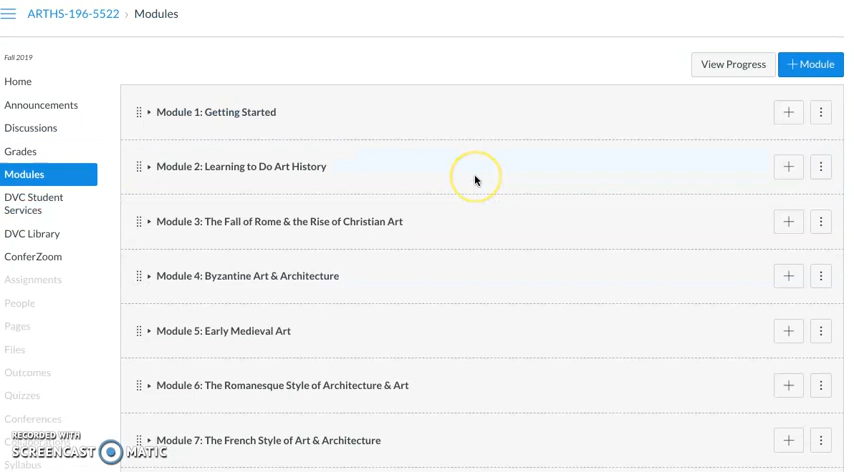 ARTHS-196-5522 › Modules
Fall 2019
View Progress
+ Module
Home
Announcements
Discussions
Grades
Modules
DVC Student
Services
DVC Library
ConferZoom
Assignments
People
Pages
Files
Outcomes
Quizzes
Conferences
Syllabus
Module 1: Getting Started
Module 2: Learning to Do Art History
Module 3: The Fall of Rome & the Rise of Christian Art
Module 4: Byzantine Art & Architecture
Module 5: Early Medieval Art
Module 6: The Romanesque Style of Architecture & Art
Module 7: The French Style of Art & Architecture
RECORDED WITH
SCREENCAST MATIC